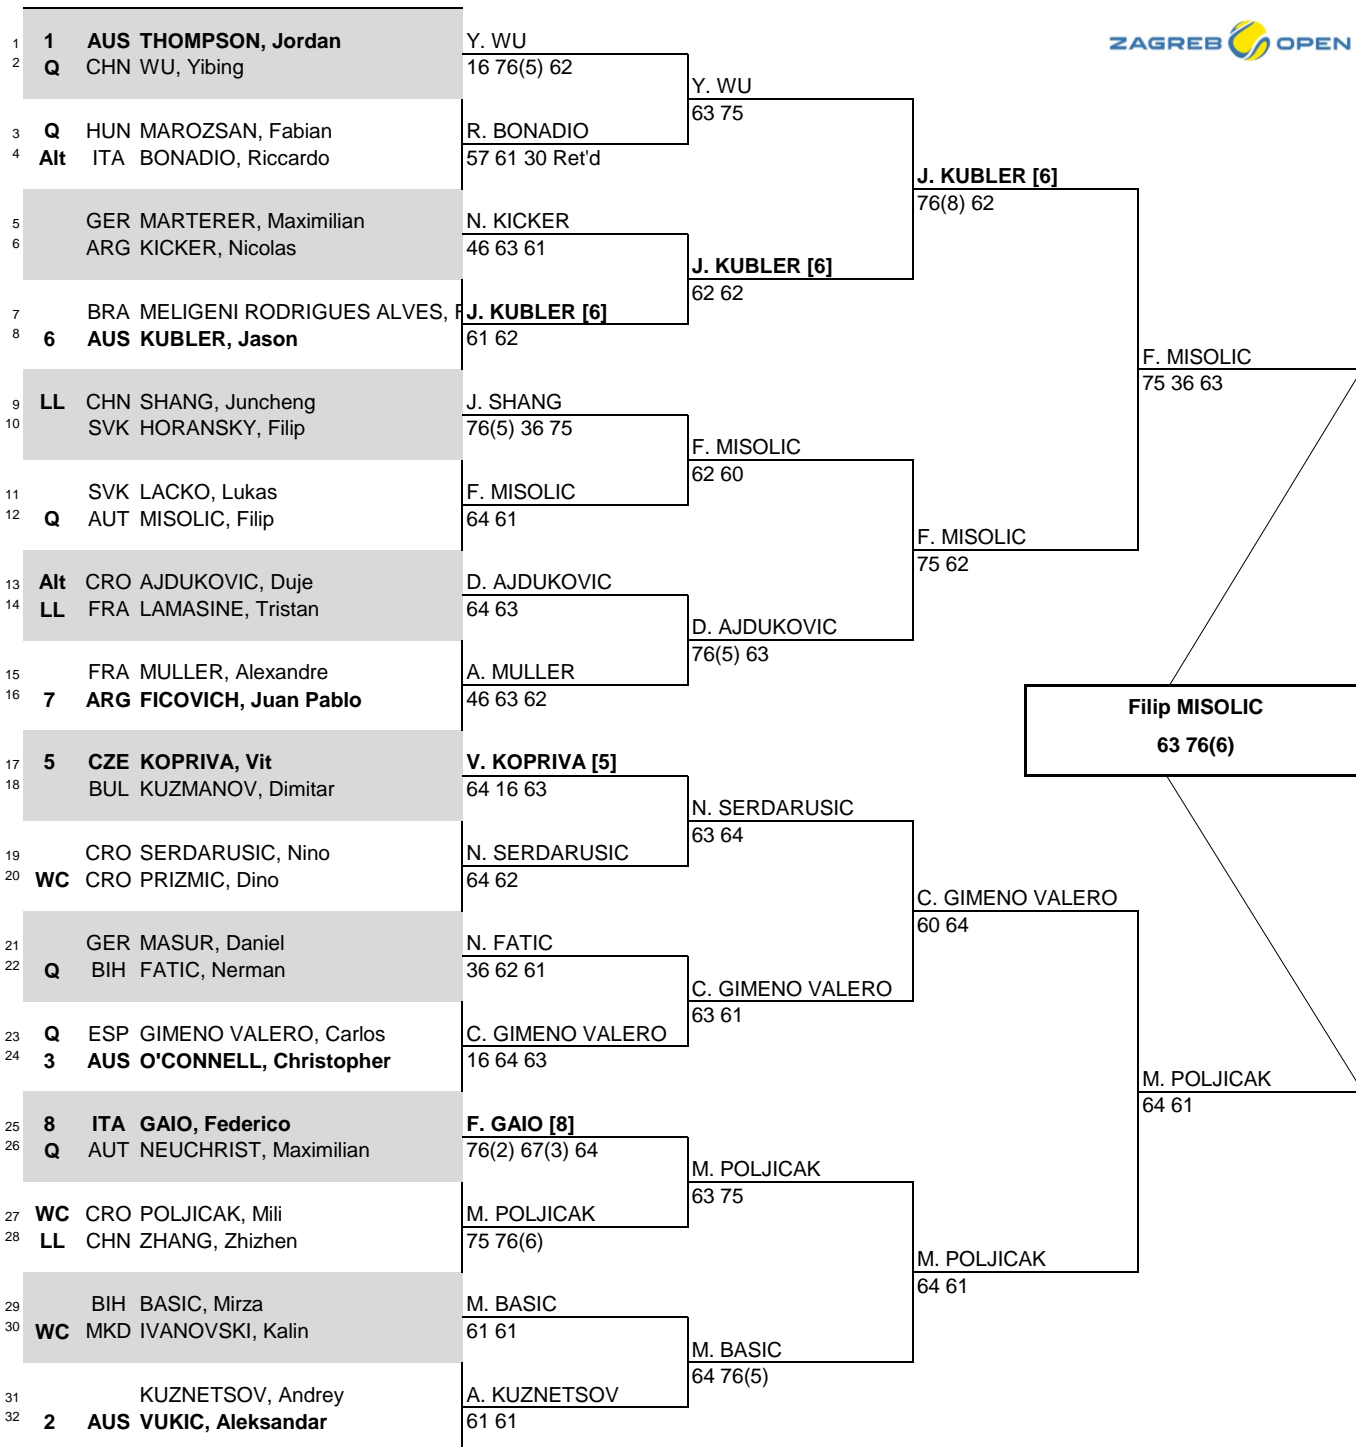 ZAGREB OPEN
1 1 AUS THOMPSON, Jordan
2 Q CHN WU, Yibing
3 Q HUN MAROZSAN, Fabian
4 Alt ITA BONADIO, Riccardo
5 GER MARTERER, Maximilian
6 ARG KICKER, Nicolas
7 BRA MELIGENI RODRIGUES ALVES, F
8 6 AUS KUBLER, Jason
9 LL CHN SHANG, Juncheng
10 SVK HORANSKY, Filip
11 SVK LACKO, Lukas
12 Q AUT MISOLIC, Filip
13 Alt CRO AJDUKOVIC, Duje
14 LL FRA LAMASINE, Tristan
15 FRA MULLER, Alexandre
16 7 ARG FICOVICH, Juan Pablo
17 5 CZE KOPRIVA, Vit
18 BUL KUZMANOV, Dimitar
19 CRO SERDARUSIC, Nino
20 WC CRO PRIZMIC, Dino
21 GER MASUR, Daniel
22 Q BIH FATIC, Nerman
23 Q ESP GIMENO VALERO, Carlos
24 3 AUS O'CONNELL, Christopher
25 8 ITA GAIO, Federico
26 Q AUT NEUCHRIST, Maximilian
27 WC CRO POLJICAK, Mili
28 LL CHN ZHANG, Zhizhen
29 BIH BASIC, Mirza
30 WC MKD IVANOVSKI, Kalin
31 KUZNETSOV, Andrey
32 2 AUS VUKIC, Aleksandar
Y. WU
16 76(5) 62
R. BONADIO
57 61 30 Ret'd
N. KICKER
46 63 61
J. KUBLER [6]
61 62
J. SHANG
76(5) 36 75
F. MISOLIC
64 61
D. AJDUKOVIC
64 63
A. MULLER
46 63 62
V. KOPRIVA [5]
64 16 63
N. SERDARUSIC
64 62
N. FATIC
36 62 61
C. GIMENO VALERO
16 64 63
F. GAIO [8]
76(2) 67(3) 64
M. POLJICAK
75 76(6)
M. BASIC
61 61
A. KUZNETSOV
61 61
Y. WU
63 75
J. KUBLER [6]
62 62
F. MISOLIC
62 60
D. AJDUKOVIC
76(5) 63
N. SERDARUSIC
63 64
C. GIMENO VALERO
63 61
M. POLJICAK
63 75
M. BASIC
64 76(5)
J. KUBLER [6]
76(8) 62
F. MISOLIC
75 62
C. GIMENO VALERO
60 64
M. POLJICAK
64 61
F. MISOLIC
75 36 63
M. POLJICAK
64 61
Filip MISOLIC
63 76(6)